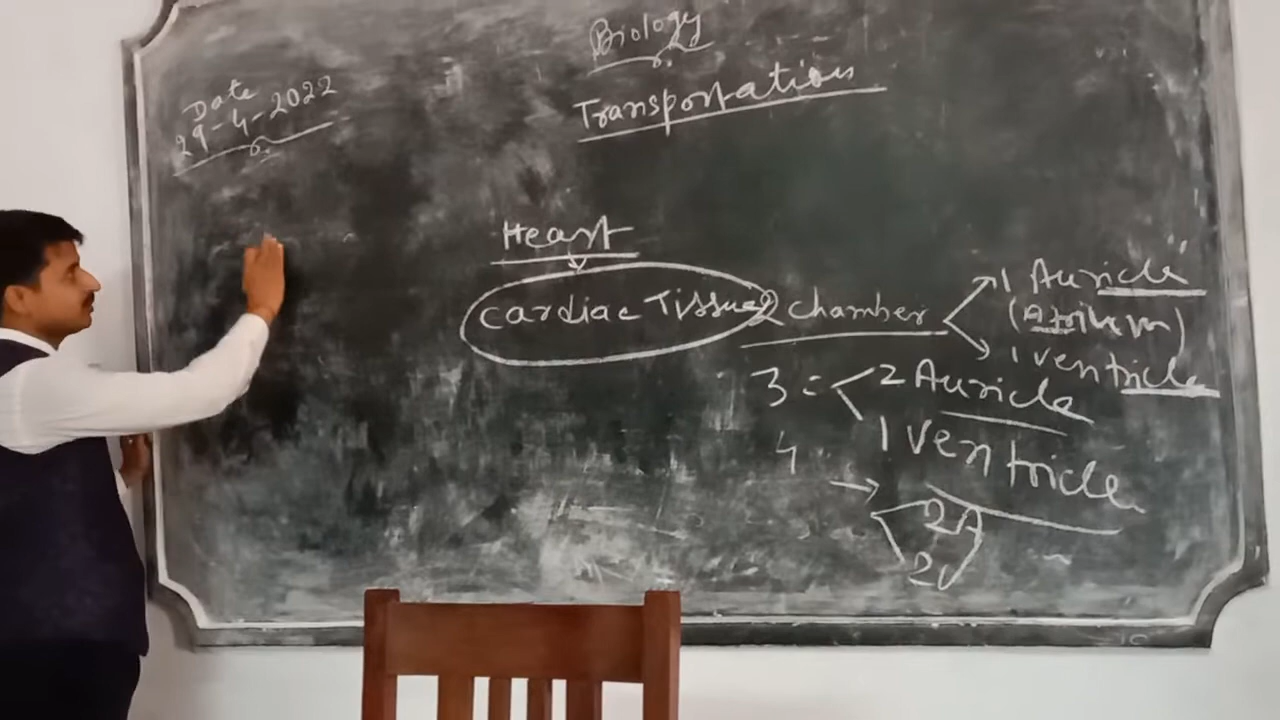 Biology
Transportation
Date
29-4-2022
Heart
Cardiac Tissue 2 chamber
1 Auricle
(Atrium)
1 ventricle
3 = 2 Auricle
1 Ventricle
4 → 2A
2V